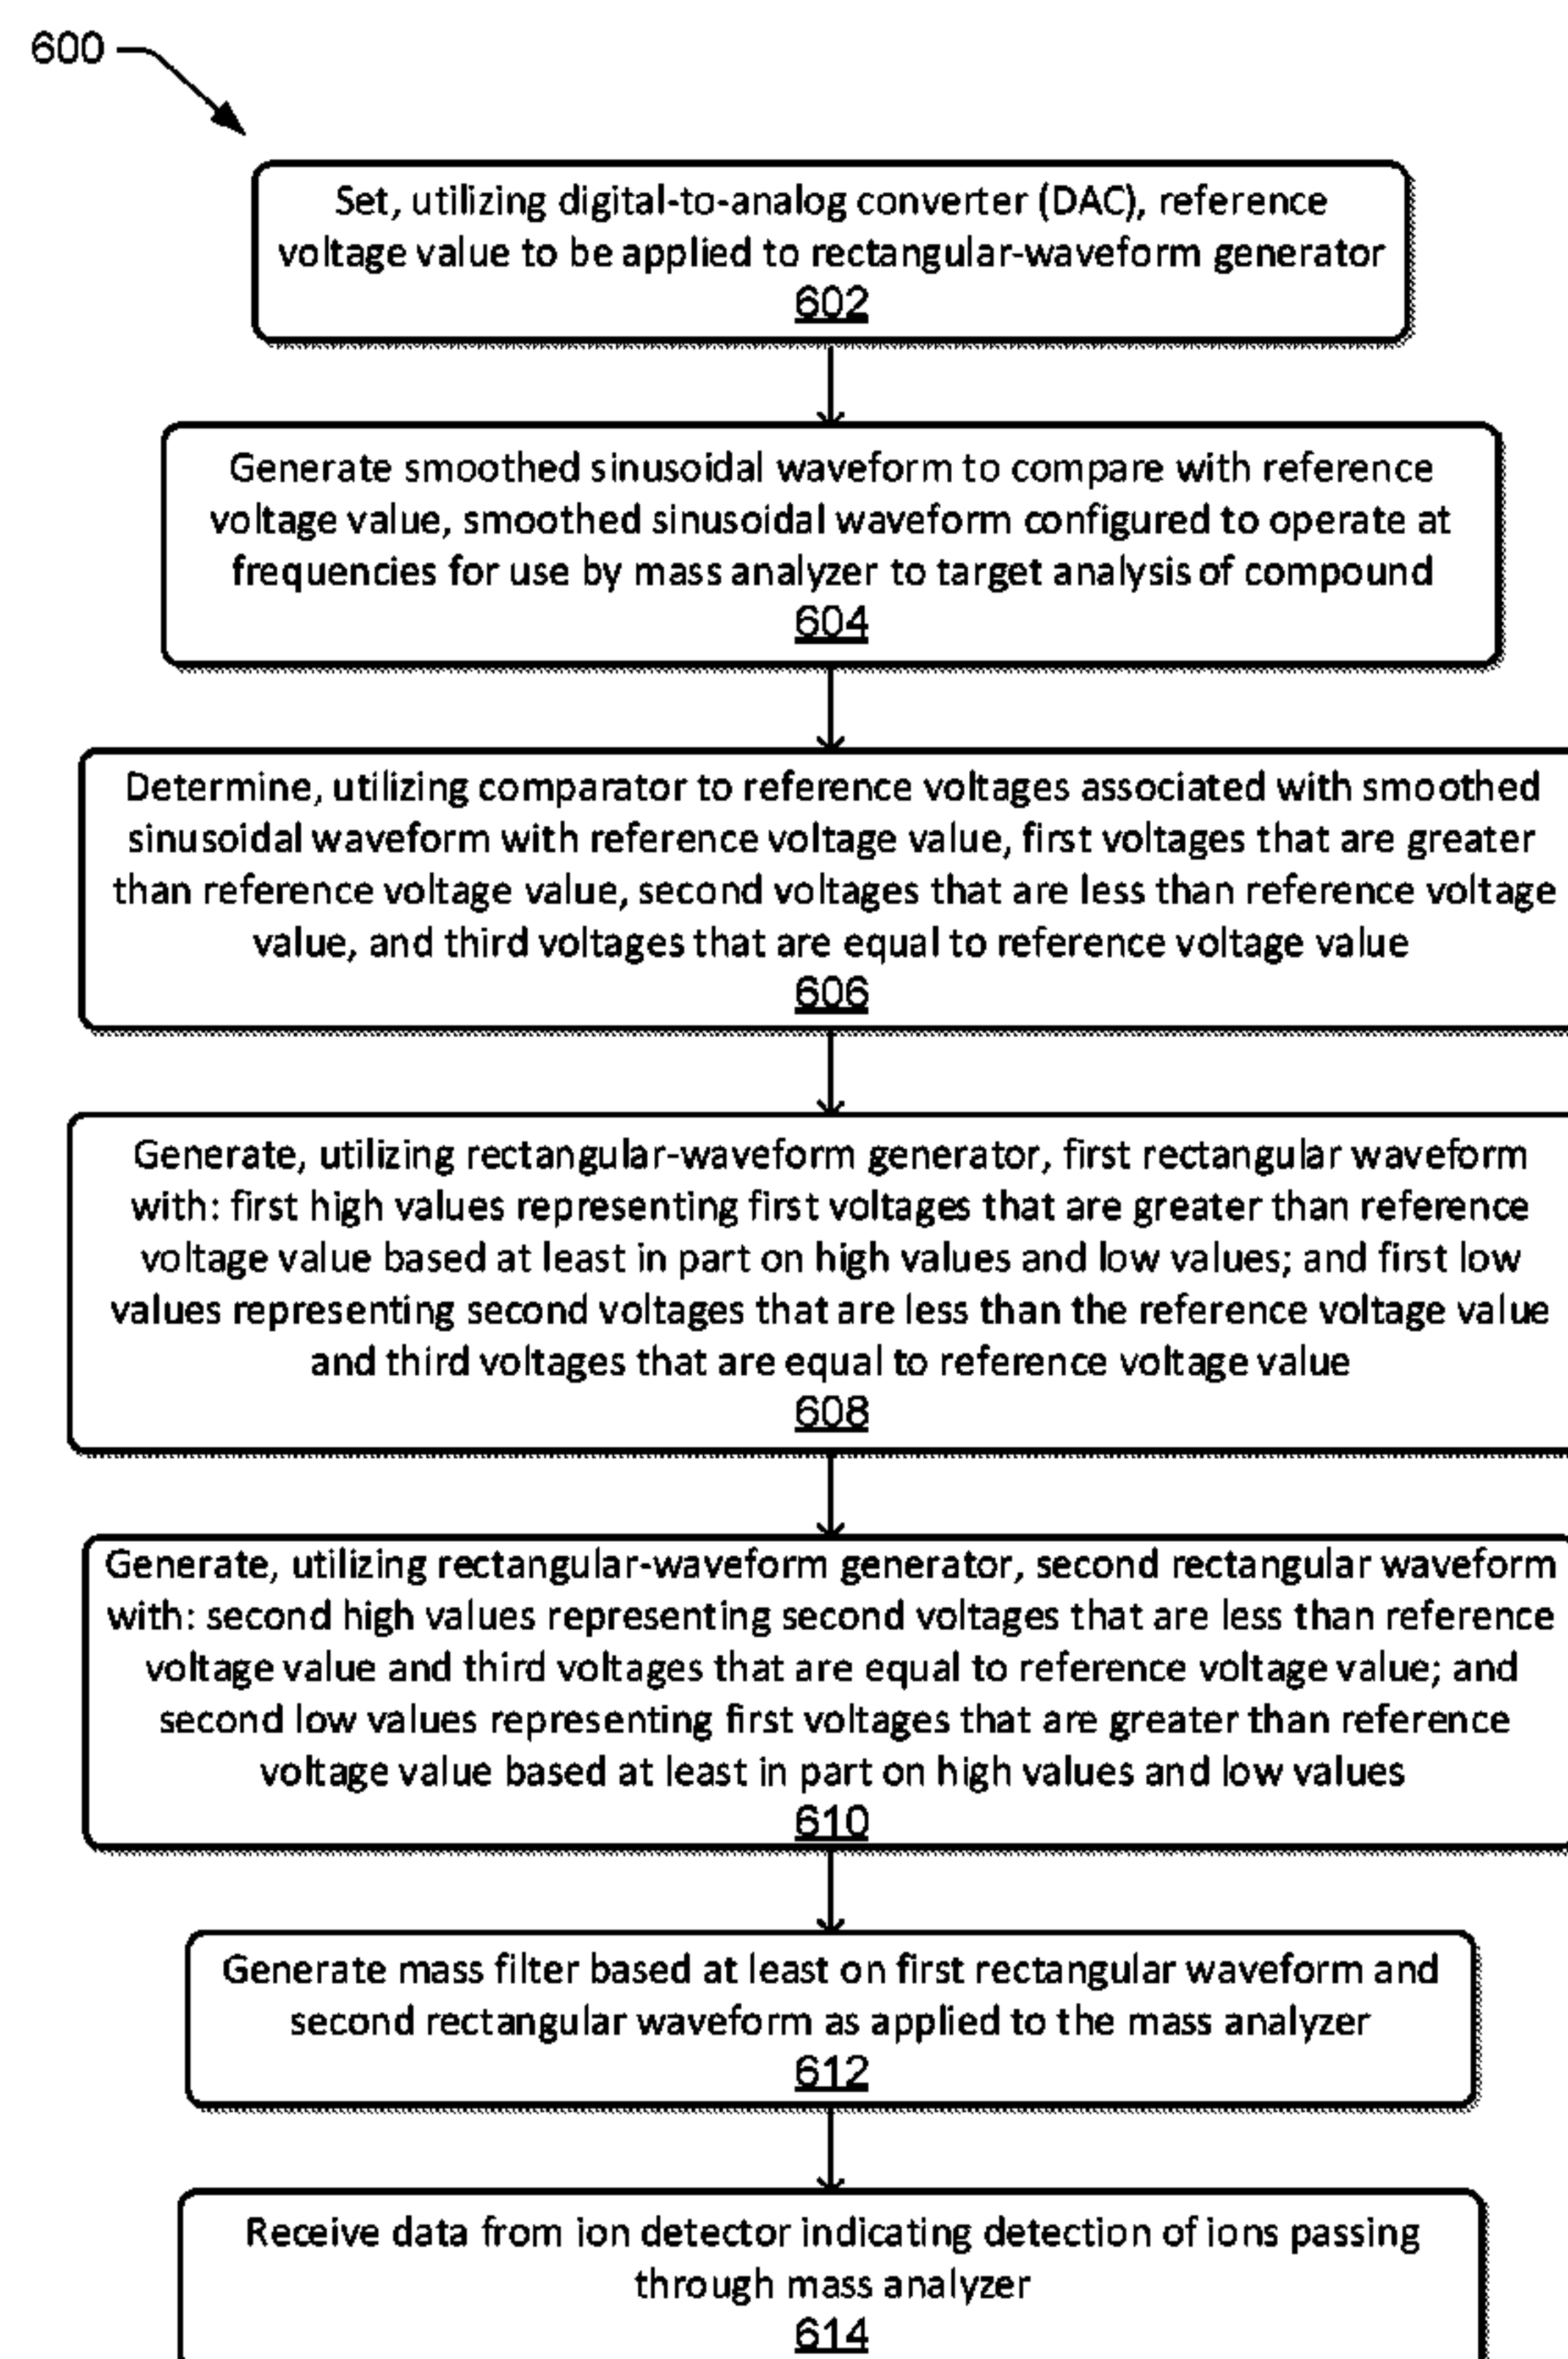 600
Set, utilizing digital-to-analog converter (DAC), reference
voltage value to be applied to rectangular-waveform generator
602
Generate smoothed sinusoidal waveform to compare with reference
voltage value, smoothed sinusoidal waveform configured to operate at
frequencies for use by mass analyzer to target analysis of compound
604
Determine, utilizing comparator to reference voltages associated with smoothed
sinusoidal waveform with reference voltage value, first voltages that are greater
than reference voltage value, second voltages that are less than reference voltage
value, and third voltages that are equal to reference voltage value
606
Generate, utilizing rectangular-waveform generator, first rectangular waveform
with: first high values representing first voltages that are greater than reference
voltage value based at least in part on high values and low values; and first low
values representing second voltages that are less than the reference voltage value
and third voltages that are equal to reference voltage value
608
Generate, utilizing rectangular-waveform generator, second rectangular waveform
with: second high values representing second voltages that are less than reference
voltage value and third voltages that are equal to reference voltage value; and
second low values representing first voltages that are greater than reference
voltage value based at least in part on high values and low values
610
Generate mass filter based at least on first rectangular waveform and
second rectangular waveform as applied to the mass analyzer
612
Receive data from ion detector indicating detection of ions passing
through mass analyzer
614